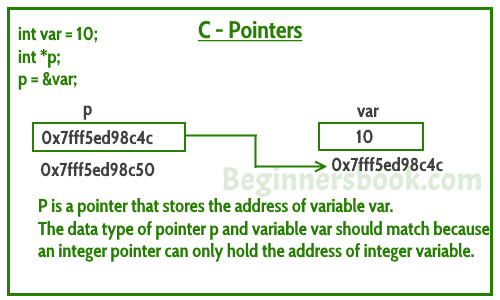 C - Pointers
int var = 10;
int *p;
p = &var;
p
var
0x7fff5ed98c4c
10
0x7fff5ed98c50
0x7fff5ed98c4c
Beginnersbook.com
P is a pointer that stores the address of variable var.
The data type of pointer p and variable var should match because
an integer pointer can only hold the address of integer variable.